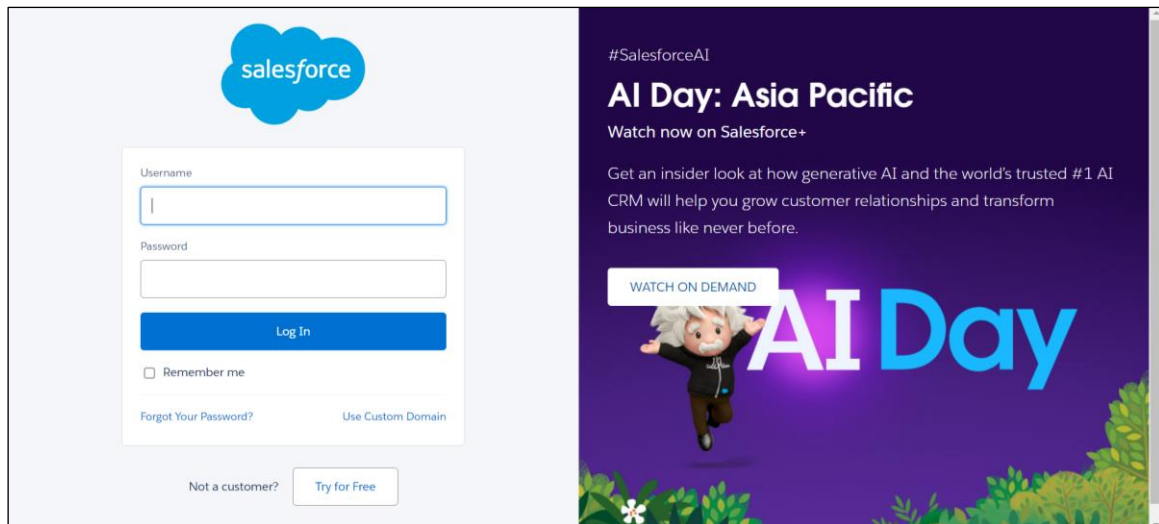 salesforce
Username
Password
Log In
Remember me
Forgot Your Password?
Use Custom Domain
Not a customer?
Try for Free
#SalesforceAI
AI Day: Asia Pacific
Watch now on Salesforce+
Get an insider look at how generative AI and the world's trusted #1 AI
CRM will help you grow customer relationships and transform
business like never before.
WATCH ON DEMAND
AI Day